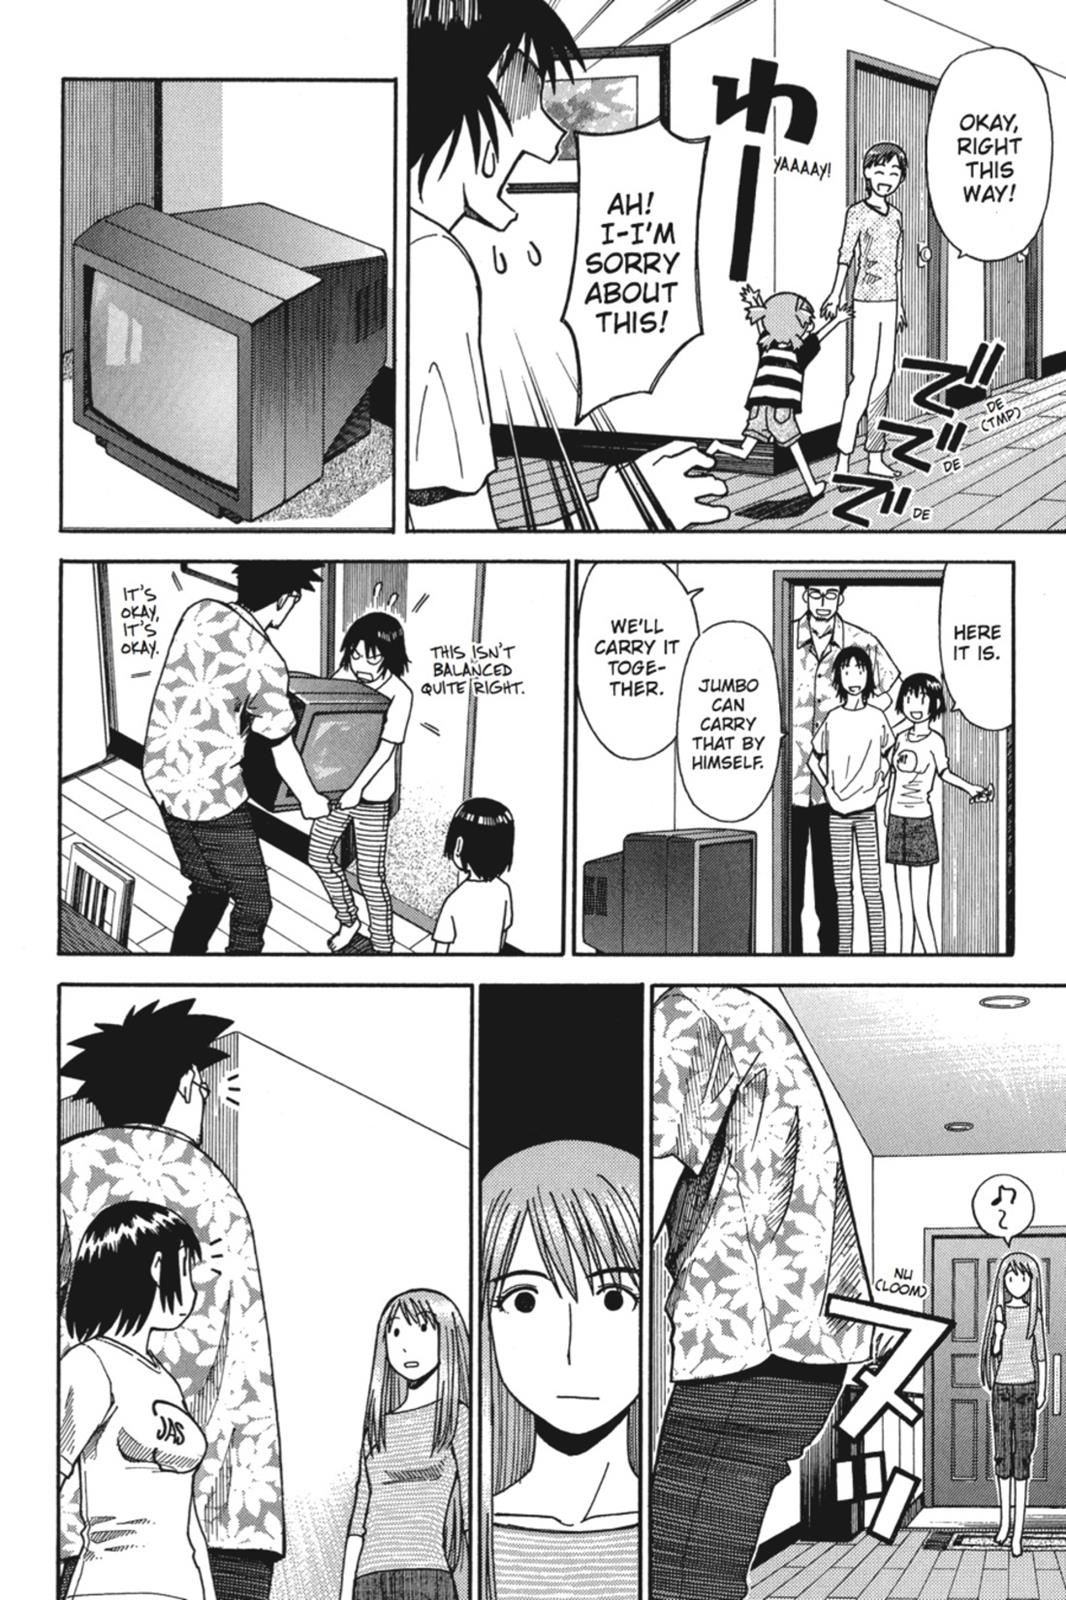 OKAY,
RIGHT
THIS
WAY!
わー
YAAAAY!
AH!
I-I'M
SORRY
ABOUT
THIS!
で
DE
(TMP)
で
DE
で
DE
HERE
IT IS.
JUMBO
CAN
CARRY
THAT BY
HIMSELF.
WE'LL
CARRY IT
TOGE-
THER.
THIS ISN'T
BALANCED
QUITE RIGHT.
IT'S
OKAY,
IT'S
OKAY.
NU
(LOOM)
ヌッ
JAS